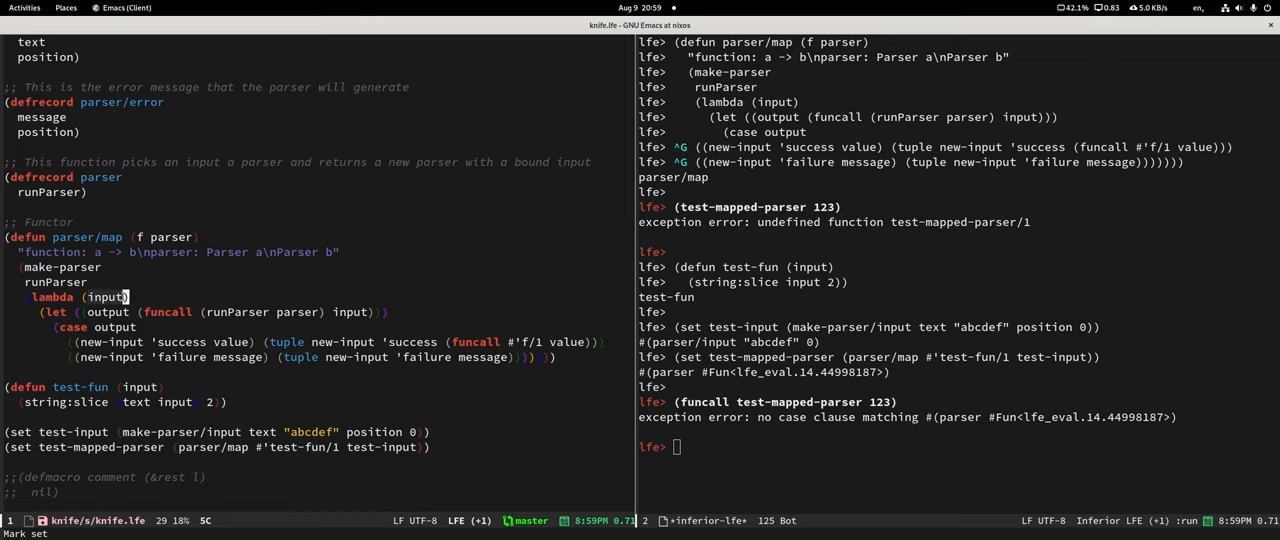 Activities Places Emacs (Client) Aug 9 20:59 42.1% 0.83 5.0 KB/s en,
knife.lfe - GNU Emacs at nixos
text
position)
;; This is the error message that the parser will generate
(defrecord parser/error
message
position)
;; This function picks an input a parser and returns a new parser with a bound input
(defrecord parser
runParser)
;; Functor
(defun parser/map (f parser)
"function: a -> b\nparser: Parser a\nParser b"
(make-parser
runParser
(lambda (input)
(let ((output (funcall (runParser parser) input)))
(case output
((new-input 'success value) (tuple new-input 'success (funcall #'f/1 value)))
((new-input 'failure message) (tuple new-input 'failure message)))))))
(defun test-fun (input)
(string:slice (text input) 2))
(set test-input (make-parser/input text "abcdef" position 0))
(set test-mapped-parser (parser/map #'test-fun/1 test-input))
;;(defmacro comment (&rest l)
;; nil)
1 knife/s/knife.lfe 29 18% 5C LF UTF-8 LFE (+1) master 8:59PM 0.71
Mark set
lfe> (defun parser/map (f parser)
lfe> "function: a -> b\nparser: Parser a\nParser b"
lfe> (make-parser
lfe> runParser
lfe> (lambda (input)
lfe> (let ((output (funcall (runParser parser) input)))
lfe> (case output
lfe> ^G ((new-input 'success value) (tuple new-input 'success (funcall #'f/1 value)))
lfe> ^G ((new-input 'failure message) (tuple new-input 'failure message)))))))
parser/map
lfe>
lfe> (test-mapped-parser 123)
exception error: undefined function test-mapped-parser/1
lfe>
lfe> (defun test-fun (input)
lfe> (string:slice input 2))
test-fun
lfe>
lfe> (set test-input (make-parser/input text "abcdef" position 0))
#(parser/input "abcdef" 0)
lfe> (set test-mapped-parser (parser/map #'test-fun/1 test-input))
#(parser #Fun<lfe_eval.14.44998187>)
lfe>
lfe> (funcall test-mapped-parser 123)
exception error: no case clause matching #(parser #Fun<lfe_eval.14.44998187>)
lfe>
2 *inferior-lfe* 125 Bot LF UTF-8 Inferior LFE (+1) :run 8:59PM 0.71